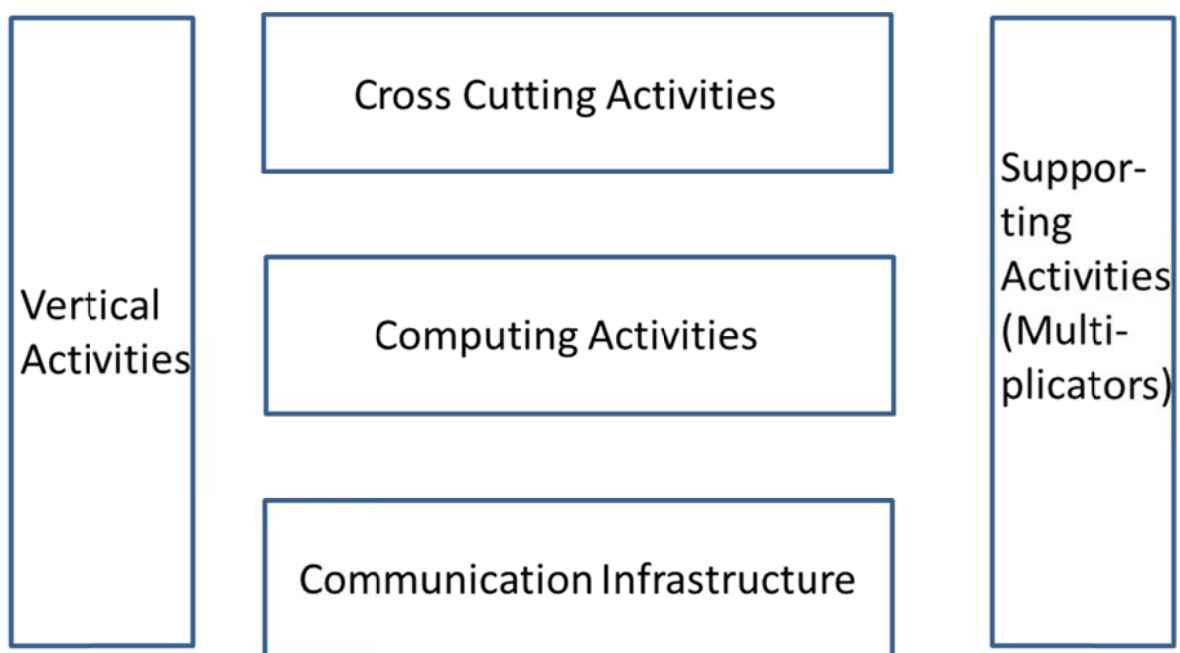 Cross Cutting Activities
Vertical
Activities
Computing Activities
Communication Infrastructure
Suppor-
ting
Activities
(Multi-
plicators)